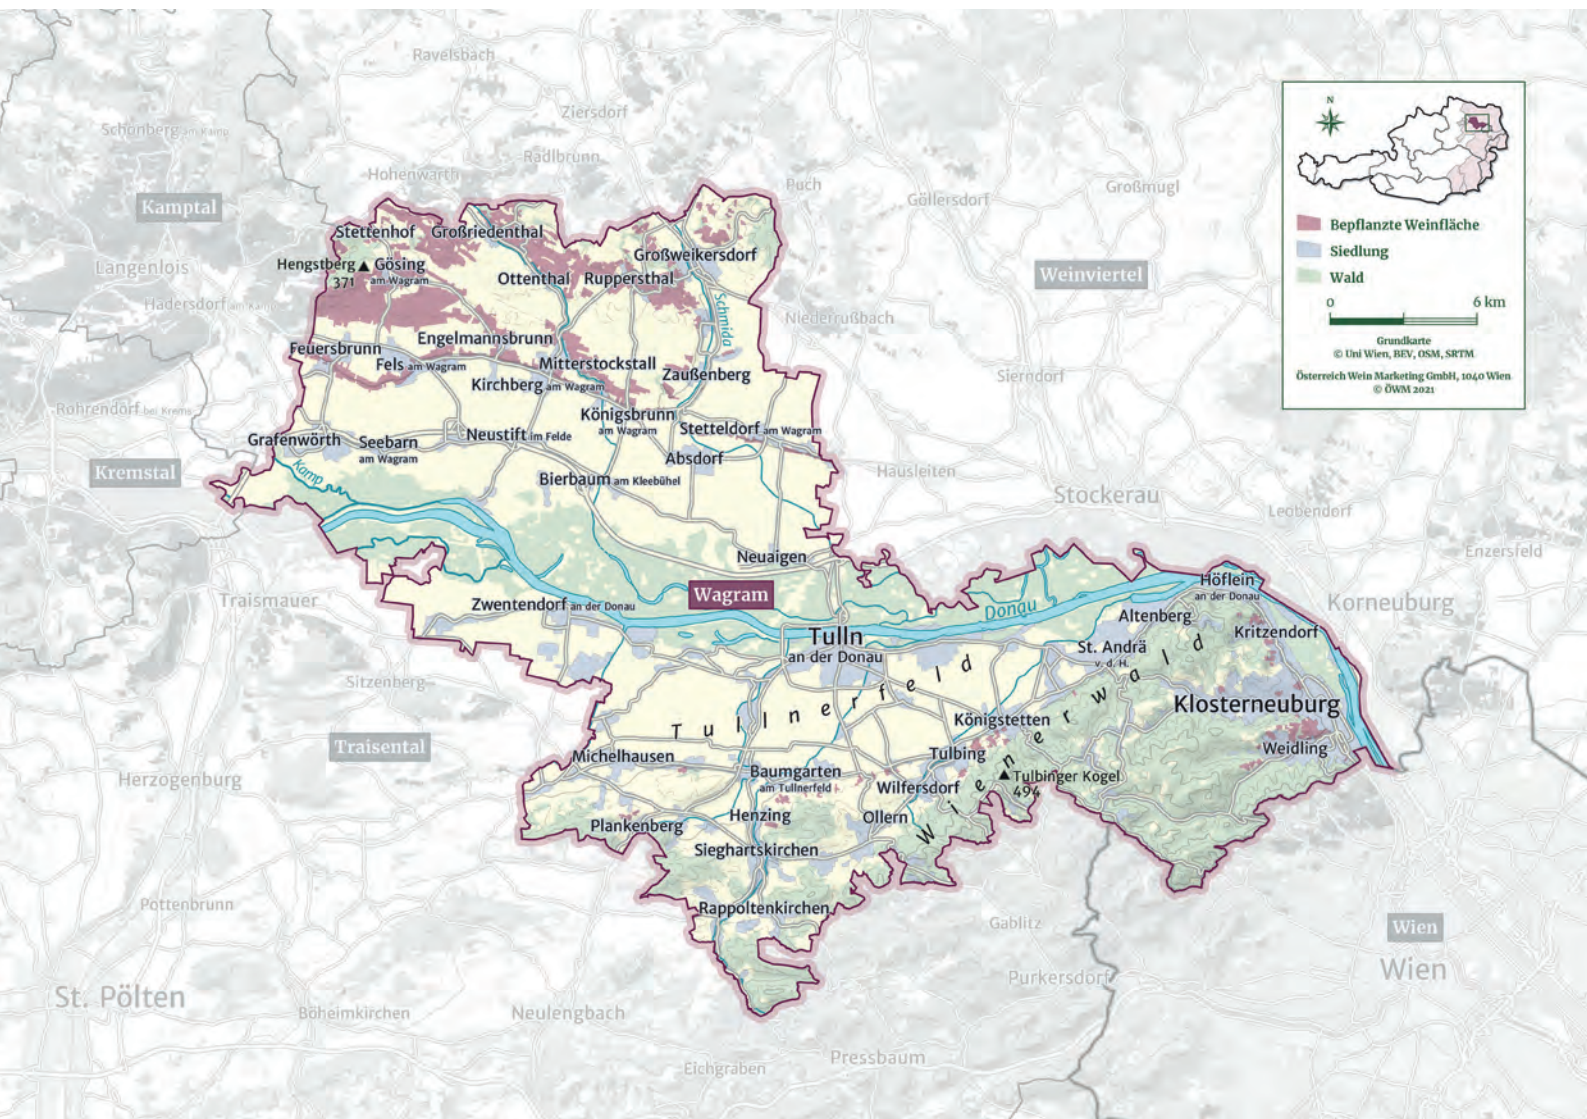 Ravelsbach
Ziersdorf
Schönberg am Kamp
Radlbrunn
Hohenwarth
Puch
Göllersdorf
Großmugl
Kamptal
Stettenhof
Großriedenthal
Großweikersdorf
Hengstberg
371
Gösing
am Wagram
Ottenthal
Ruppersthal
Langenlois
Weinviertel
Hadersdorf am Kamp
Schmida
Niederrußbach
Feuersbrunn
Engelmannsbrunn
Fels am Wagram
Mitterstockstall
Zaußenberg
Kirchberg am Wagram
Sierndorf
Rohrendorf bei Krems
Königsbrunn
am Wagram
Stetteldorf am Wagram
Grafenwörth
Seebarn
am Wagram
Neustift im Felde
Absdorf
Kremstal
Kamp
Bierbaum am Kleebühel
Hausleiten
Stockerau
Leobendorf
Enzersfeld
Neuaigen
Wagram
Traismauer
Zwentendorf an der Donau
Donau
Höflein
an der Donau
Korneuburg
Altenberg
Kritzendorf
Tulln
an der Donau
St. Andrä
v. d. H.
Sitzenberg
Tullnerfeld
Wienerwald
Klosterneuburg
Königstetten
Traisental
Michelhausen
Tulbing
Weidling
Herzogenburg
Baumgarten
am Tullnerfeld
Wilfersdorf
Tulbinger Kogel
494
Plankenberg
Henzing
Ollern
Sieghartskirchen
Pottenbrunn
Rappoltenkirchen
Gablitz
Wien
Wien
Purkersdorf
St. Pölten
Böheimkirchen
Neulengbach
Eichgraben
Pressbaum
N
Bepflanzte Weinfläche
Siedlung
Wald
0 6 km
Grundkarte
© Uni Wien, BEV, OSM, SRTM
Österreich Wein Marketing GmbH, 1040 Wien
© ÖWM 2021